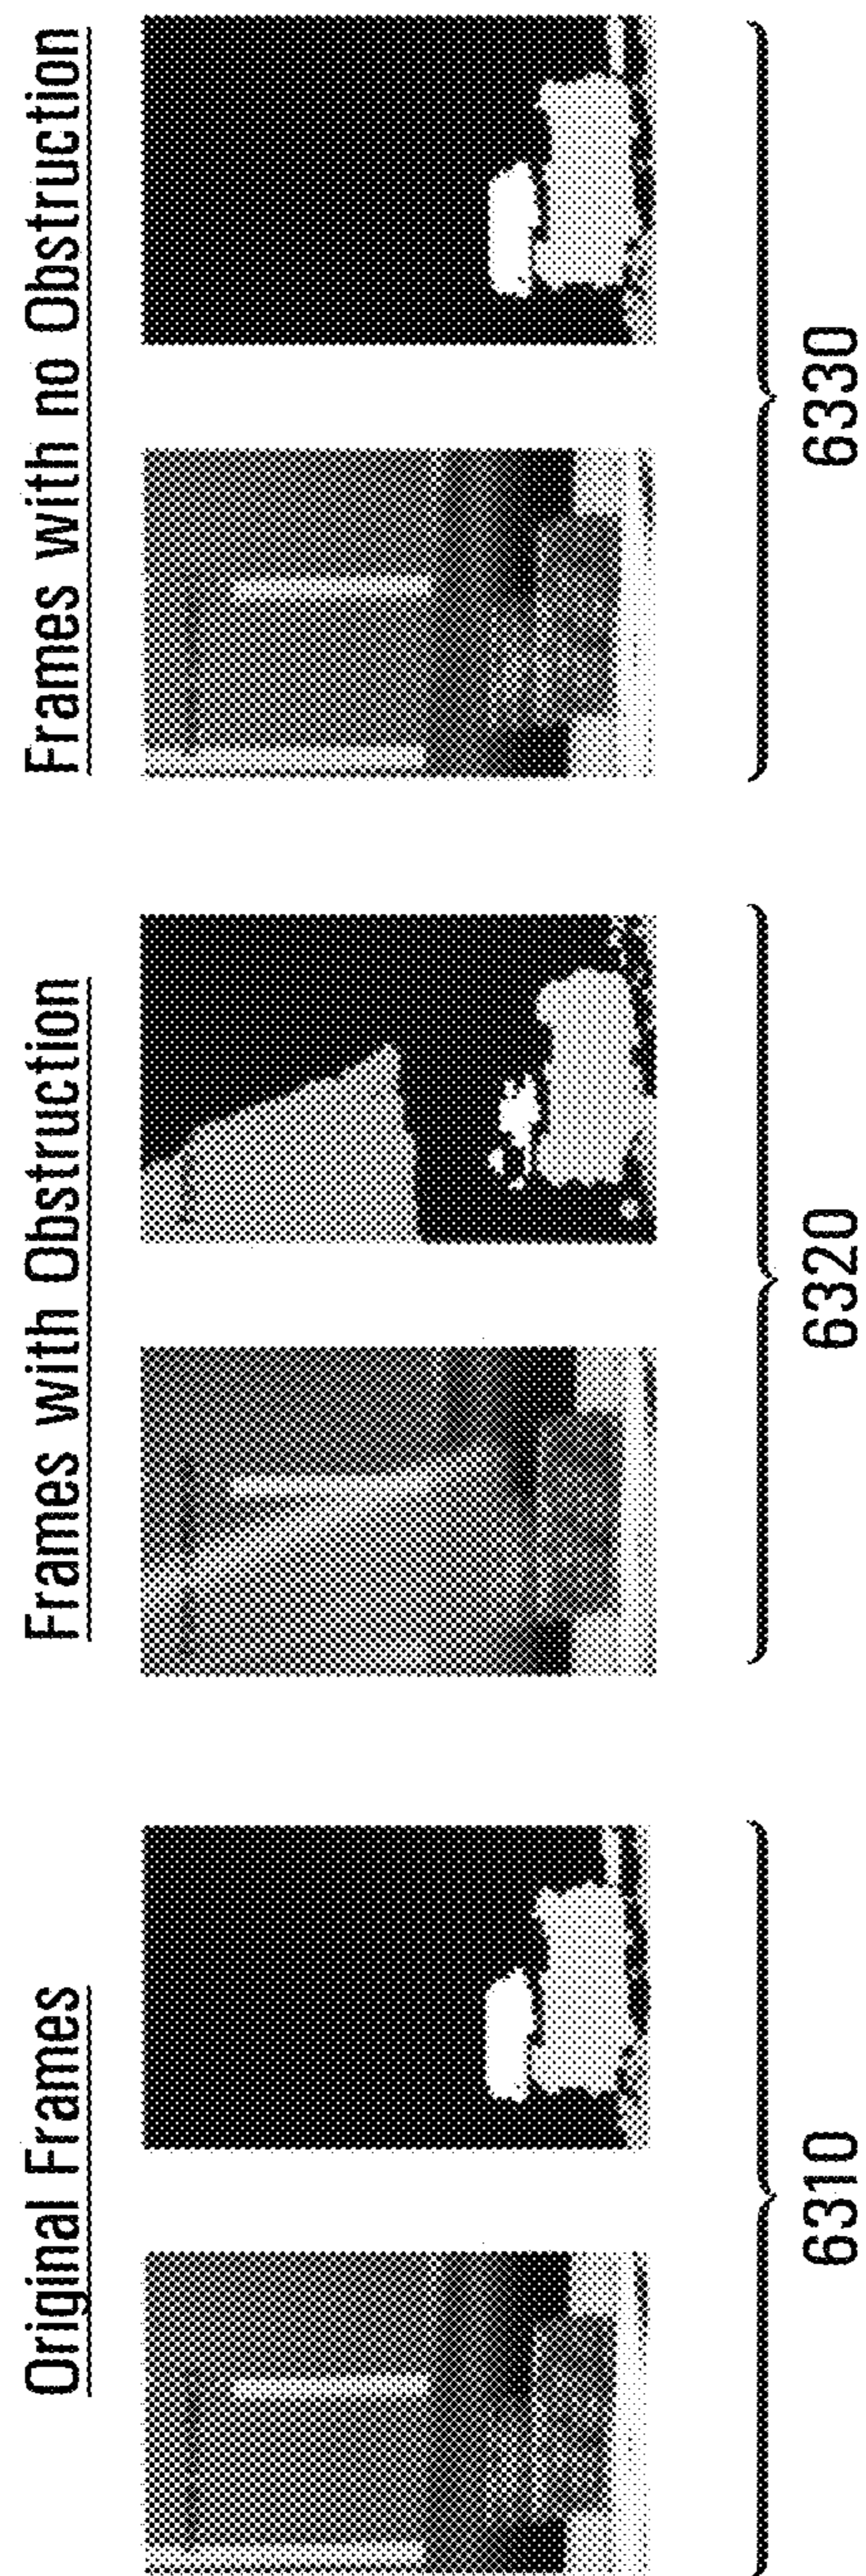 Original Frames
6310
Frames with Obstruction
6320
Frames with no Obstruction
6330